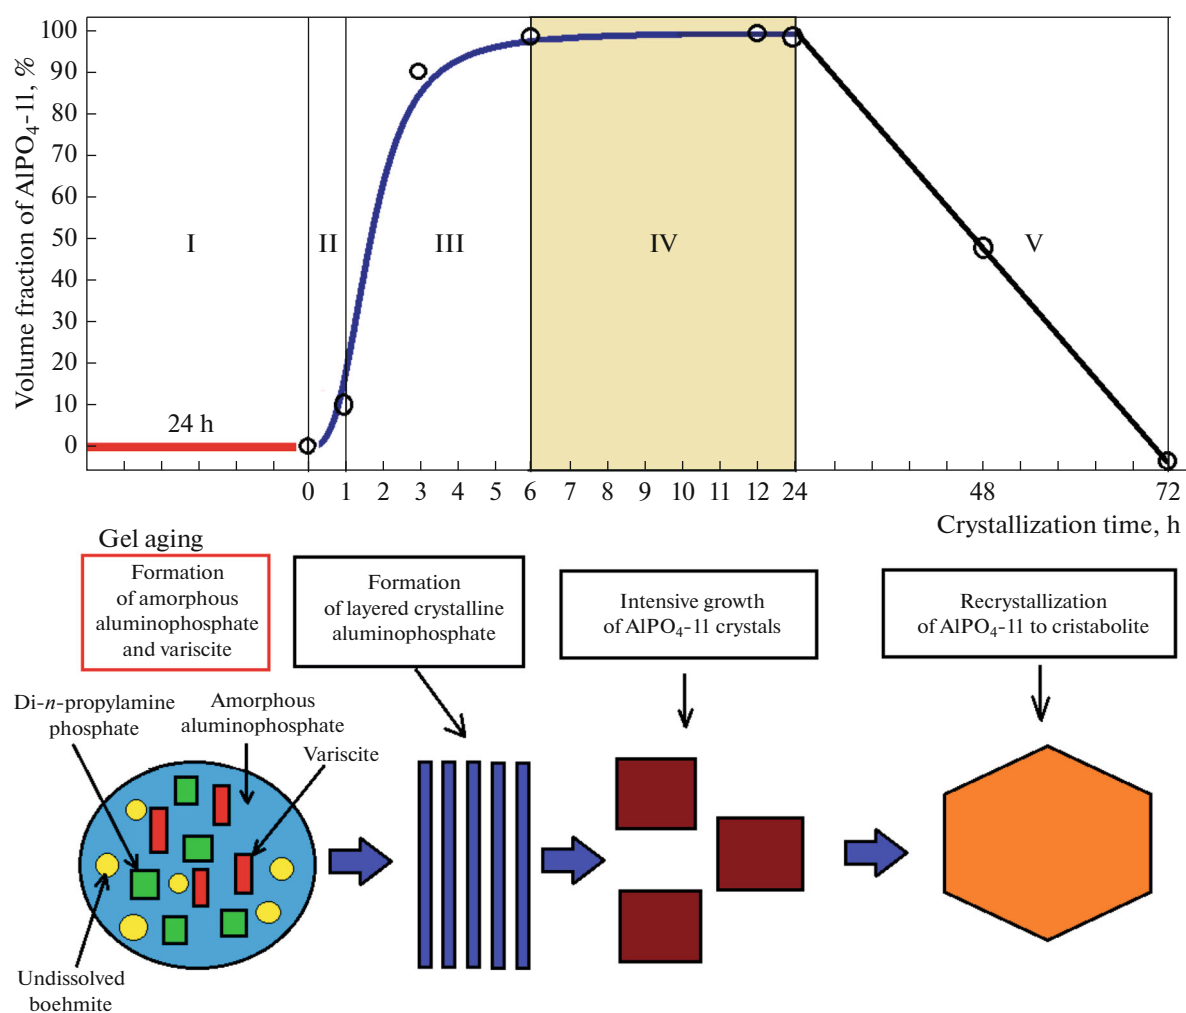 Volume fraction of AlPO4-11, %
100
90
80
70
60
50
40
30
20
10
0
I
II
III
IV
V
24 h
0 1 2 3 4 5 6 7 8 9 10 11 12 24 48 72
Crystallization time, h
Gel aging
Formation
of amorphous
aluminophosphate
and variscite
Formation
of layered crystalline
aluminophosphate
Intensive growth
of AlPO4-11 crystals
Recrystallization
of AlPO4-11 to cristabolite
Di-n-propylamine
phosphate
Amorphous
aluminophosphate
Variscite
Undissolved
boehmite